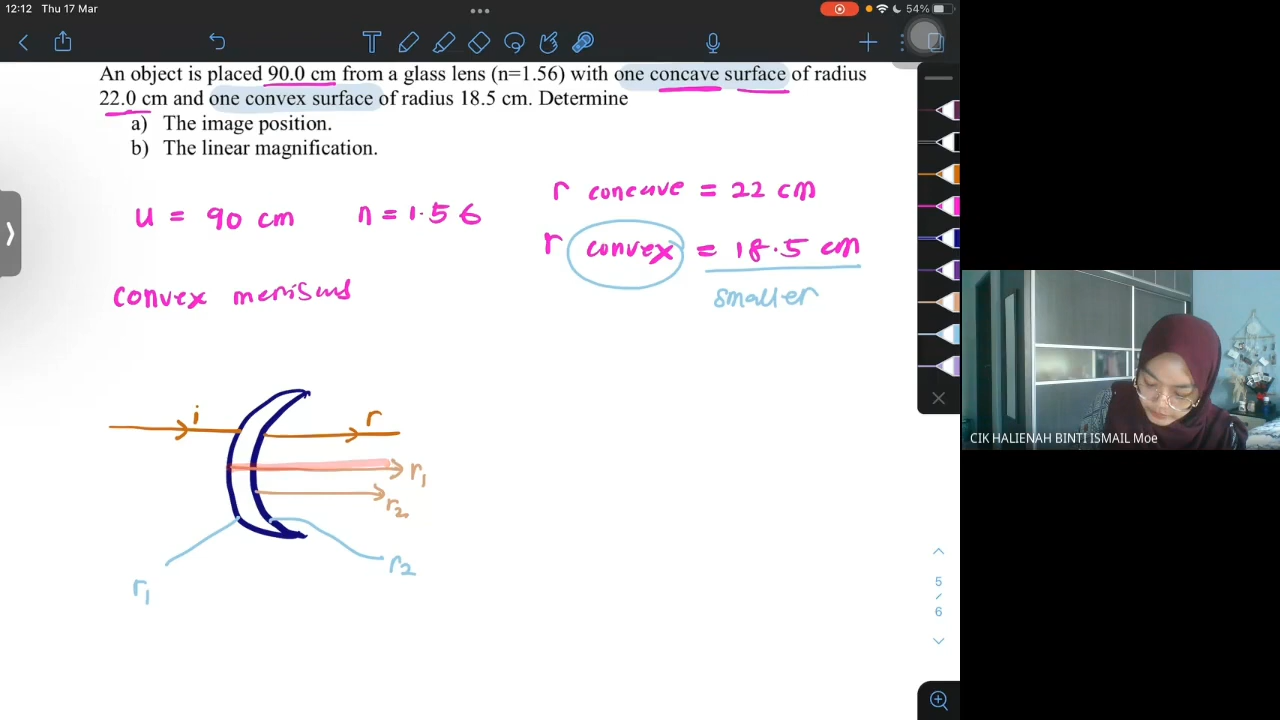 12:12 Thu 17 Mar
54%
An object is placed 90.0 cm from a glass lens (n=1.56) with one concave surface of radius
22.0 cm and one convex surface of radius 18.5 cm. Determine
a) The image position.
b) The linear magnification.
r concave = 22 cm
u = 90 cm n = 1.56
r convex = 18.5 cm
smaller
convex meniscus
i
r
r1
r2
r1
r2
5
/
6
CIK HALIENAH BINTI ISMAIL Moe